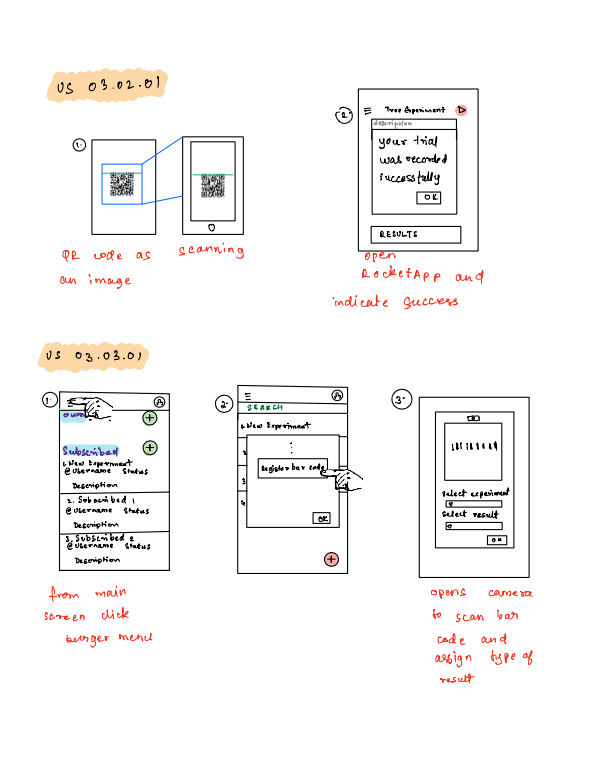 US 03.02.01
1.
QR code as
an image
scanning
2.
Tree Experiment
description
your trial
was recorded
successfully
OK
RESULTS
open
RocketApp and
indicate success
US 03.03.01
1.
own
Subscribed
1. New Experiment
@Username Status
Description
2. Subscribed 1
@Username Status
Description
3. Subscribed 2
@Username Status
Description
from main
screen click
burger menu
2.
SEARCH
1. New Experiment
2
3
4
Register bar code
OK
3.
Select experiment
Select result
OK
opens camera
to scan bar
code and
assign type of
result